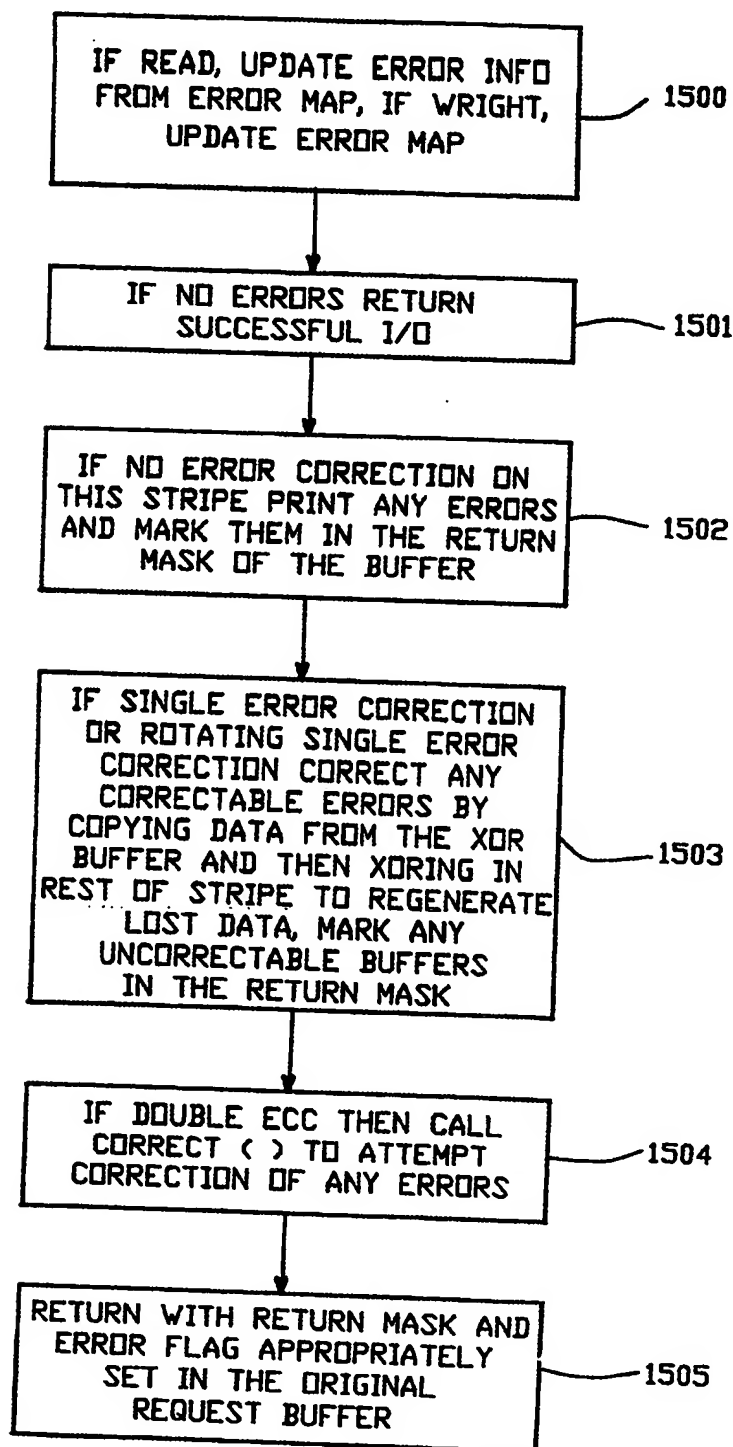 IF READ, UPDATE ERROR INFO
FROM ERROR MAP, IF WRIGHT,
UPDATE ERROR MAP
1500
IF NO ERRORS RETURN
SUCCESSFUL I/O
1501
IF NO ERROR CORRECTION ON
THIS STRIPE PRINT ANY ERRORS
AND MARK THEM IN THE RETURN
MASK OF THE BUFFER
1502
IF SINGLE ERROR CORRECTION
OR ROTATING SINGLE ERROR
CORRECTION CORRECT ANY
CORRECTABLE ERRORS BY
COPYING DATA FROM THE XOR
BUFFER AND THEN XORING IN
REST OF STRIPE TO REGENERATE
LOST DATA, MARK ANY
UNCORRECTABLE BUFFERS
IN THE RETURN MASK
1503
IF DOUBLE ECC THEN CALL
CORRECT ( ) TO ATTEMPT
CORRECTION OF ANY ERRORS
1504
RETURN WITH RETURN MASK AND
ERROR FLAG APPROPRIATELY
SET IN THE ORIGINAL
REQUEST BUFFER
1505